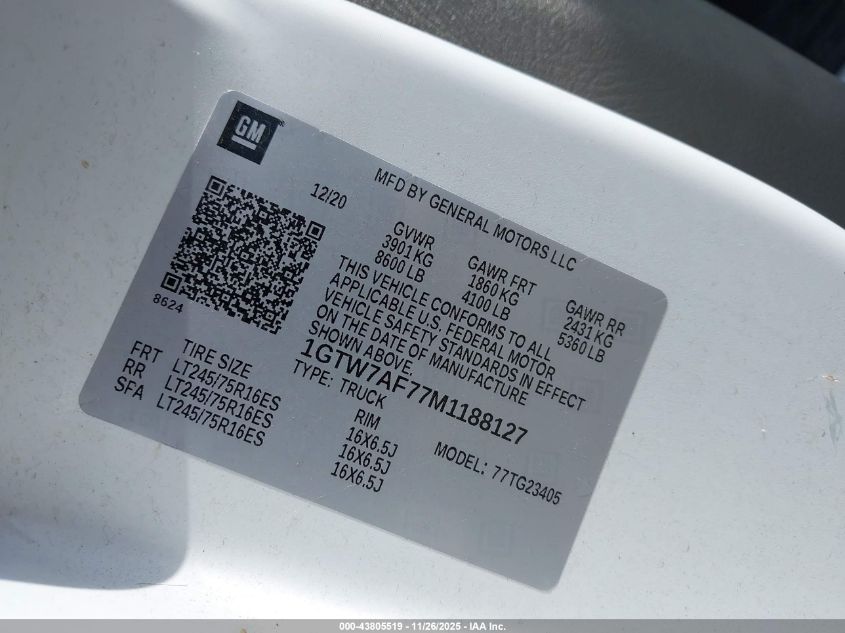 GM
MFD BY GENERAL MOTORS LLC
12/20
GVWR
3901 KG
8600 LB
GAWR FRT
1860 KG
4100 LB
GAWR RR
2431 KG
5360 LB
THIS VEHICLE CONFORMS TO ALL
APPLICABLE U.S. FEDERAL MOTOR
VEHICLE SAFETY STANDARDS IN EFFECT
ON THE DATE OF MANUFACTURE
SHOWN ABOVE.
8624
1GTW7AF77M1188127
TYPE: TRUCK
MODEL: 77TG23405
TIRE SIZE
RIM
FRT LT245/75R16ES 16X6.5J
RR LT245/75R16ES 16X6.5J
SFA LT245/75R16ES 16X6.5J
000-43805519 - 11/26/2025 - IAA Inc.